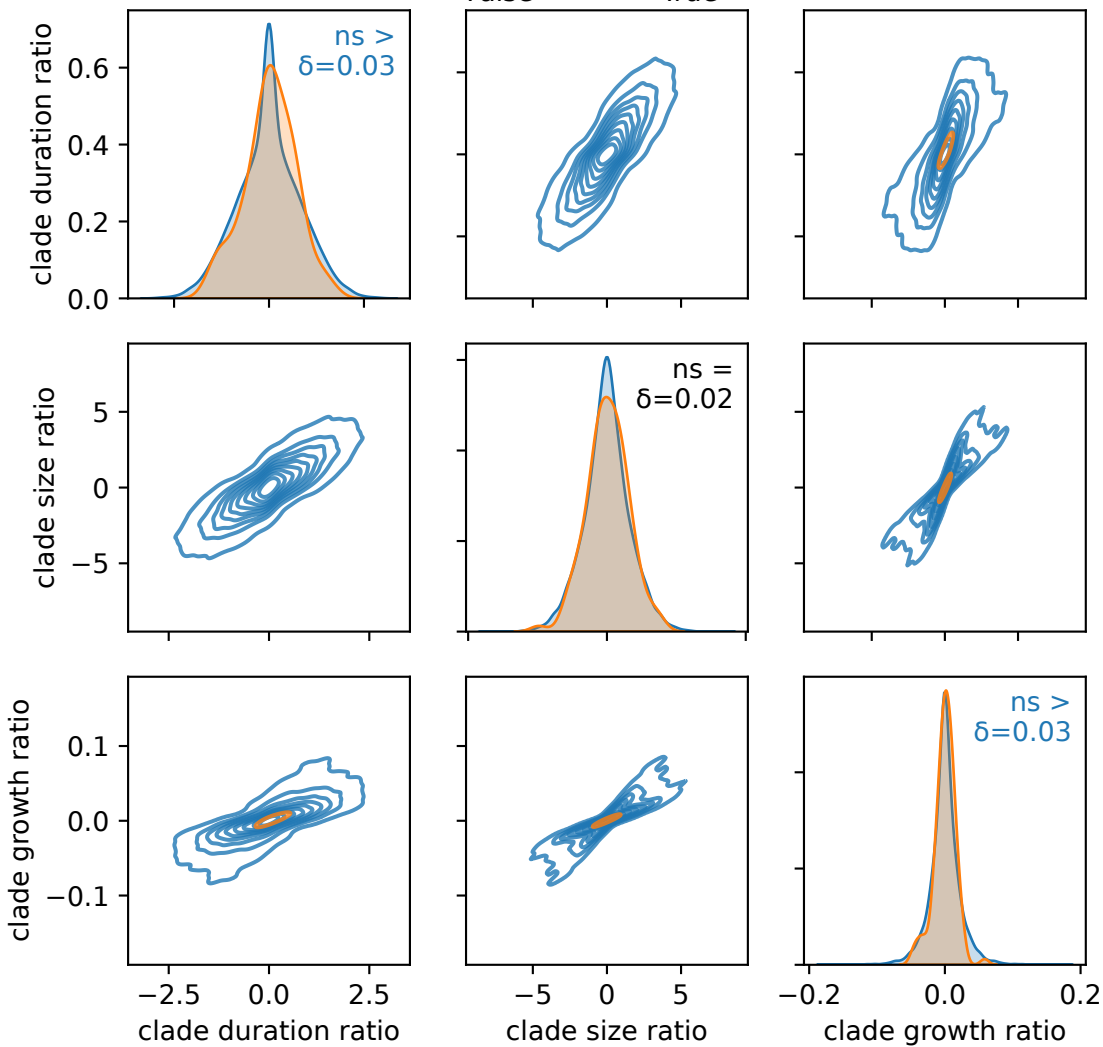 True
clade duration ratio
0.6
0.4
0.2
0.0
ns >
δ=0.03
clade size ratio
5
0
−5
ns =
δ=0.02
clade growth ratio
0.1
0.0
−0.1
ns >
δ=0.03
−2.5 0.0 2.5
clade duration ratio
−5 0 5
clade size ratio
−0.2 0.0 0.2
clade growth ratio